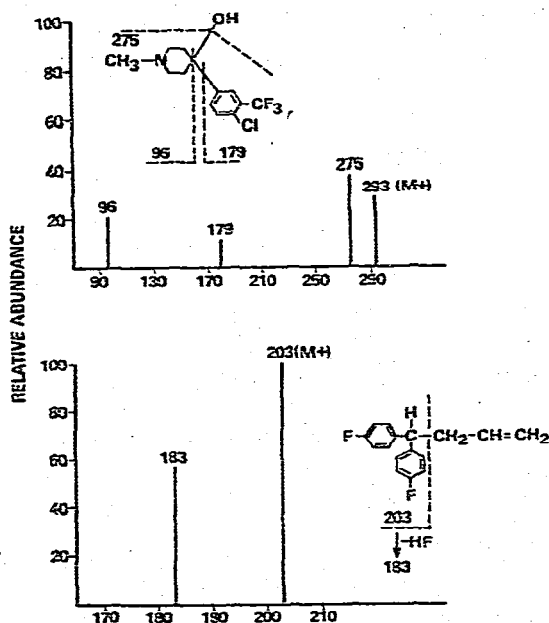 RELATIVE ABUNDANCE
100
80
60
40
20
275
OH
CH3—N
CF3
Cl
96
179
96
179
275
293 (M+)
90 130 170 210 250 290
100
80
60
40
20
183
203(M+)
H
F
C
CH2-CH=CH2
F
203
-HF
183
170 180 190 200 210